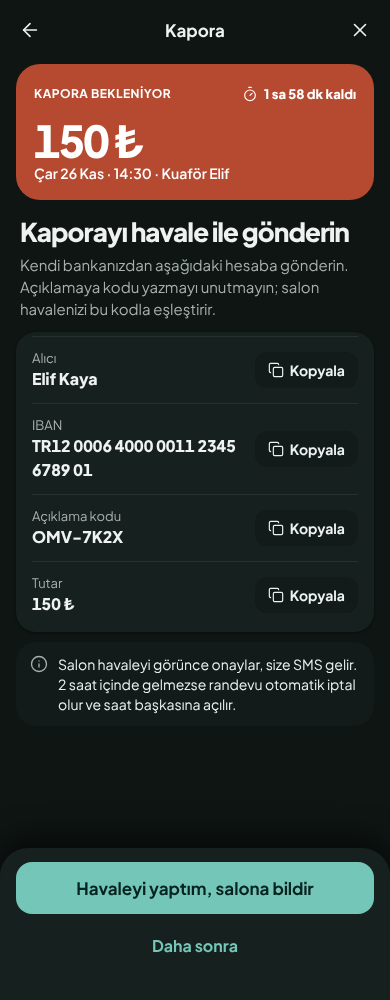 Kapora
KAPORA BEKLENİYOR
1 sa 58 dk kaldı
150 ₺
Çar 26 Kas · 14:30 · Kuaför Elif
Kaporayı havale ile gönderin
Kendi bankanızdan aşağıdaki hesaba gönderin.
Açıklamaya kodu yazmayı unutmayın; salon
havalenizi bu kodla eşleştirir.
Alıcı
Elif Kaya
Kopyala
IBAN
TR12 0006 4000 0011 2345
6789 01
Kopyala
Açıklama kodu
OMV-7K2X
Kopyala
Tutar
150 ₺
Kopyala
Salon havaleyi görünce onaylar, size SMS gelir.
2 saat içinde gelmezse randevu otomatik iptal
olur ve saat başkasına açılır.
Havaleyi yaptım, salona bildir
Daha sonra